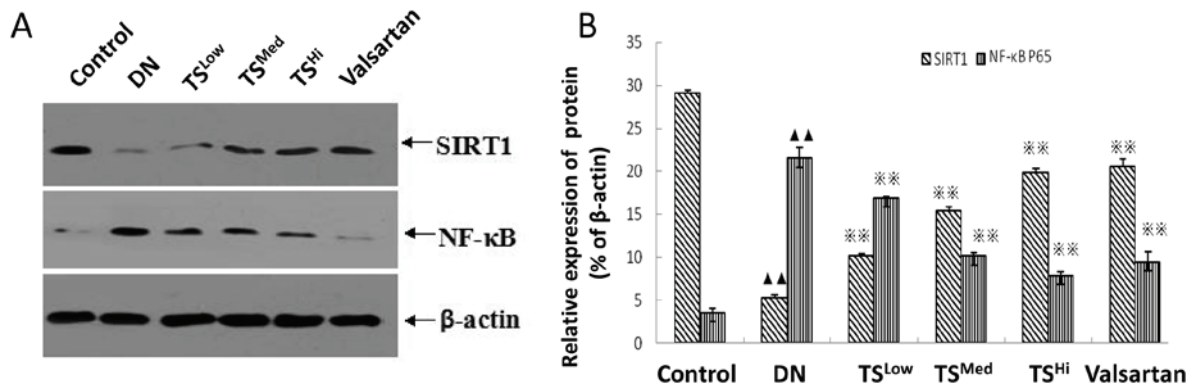 A
Control DN TS^Low TS^Med TS^Hi Valsartan
SIRT1
NF-κB
β-actin
B
Relative expression of protein
(% of β-actin)
35
30
25
20
15
10
5
0
SIRT1 NF-κB P65
▲▲
▲▲
※※
※※
※※
※※
※※
※※
※※
※※
Control DN TS^Low TS^Med TS^Hi Valsartan